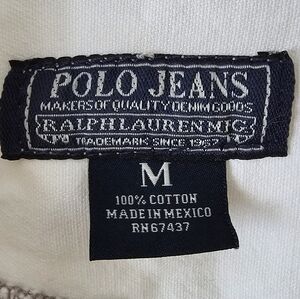 POLO JEANS
MAKERS OF QUALITY DENIM GOODS
RALPH LAUREN MFG
TRADEMARK SINCE 1967
M
100% COTTON
MADE IN MEXICO
RN67437